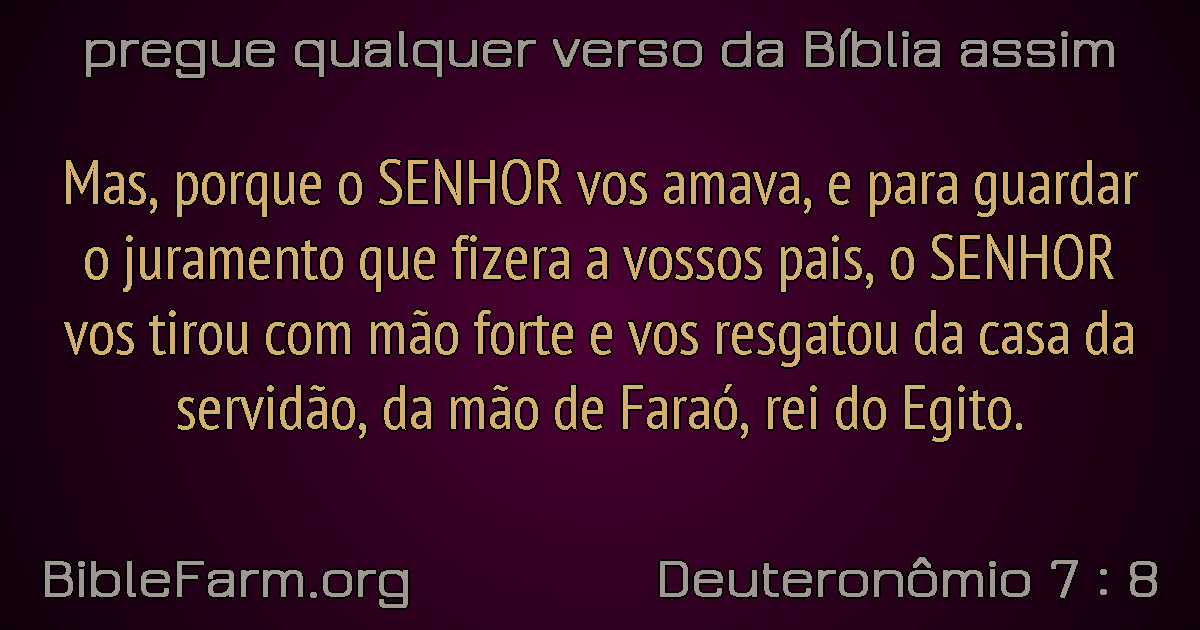 pregue qualquer verso da Bíblia assim
Mas, porque o SENHOR vos amava, e para guardar
o juramento que fizera a vossos pais, o SENHOR
vos tirou com mão forte e vos resgatou da casa da
servidão, da mão de Faraó, rei do Egito.
BibleFarm.org
Deuteronômio 7 : 8